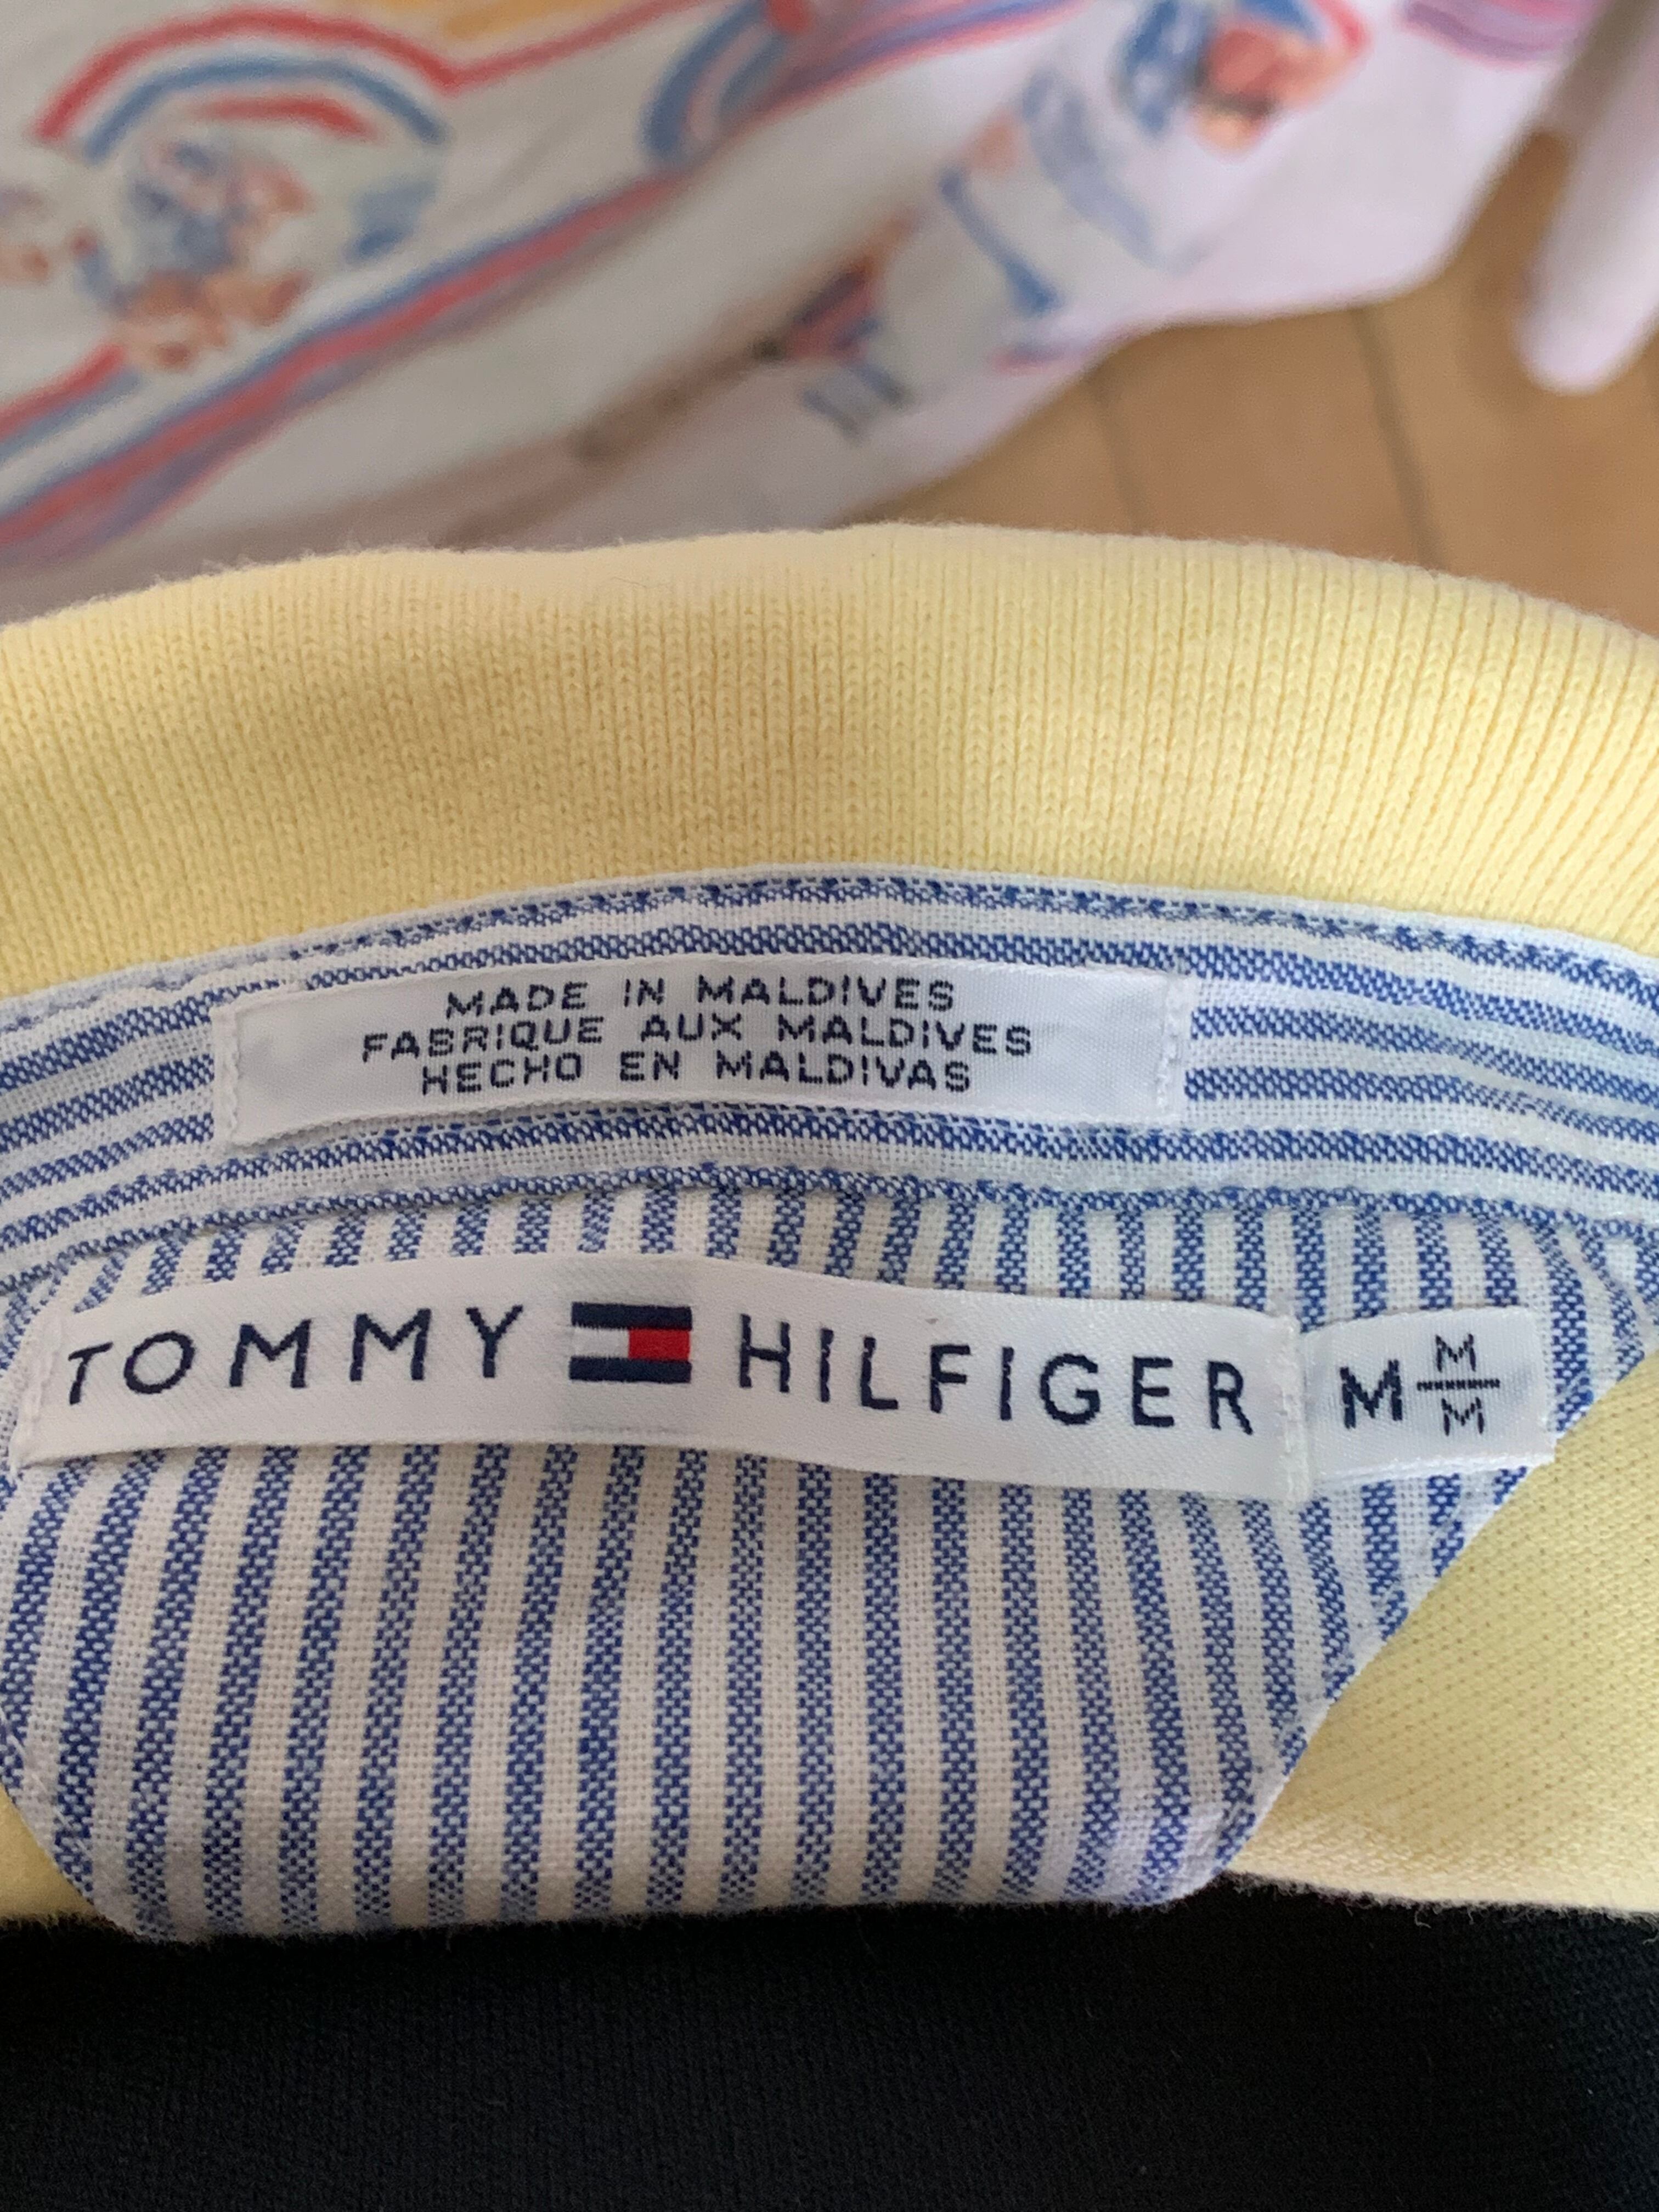 MADE IN MALDIVES
FABRIQUE AUX MALDIVES
HECHO EN MALDIVAS
TOMMY HILFIGER
M M/M